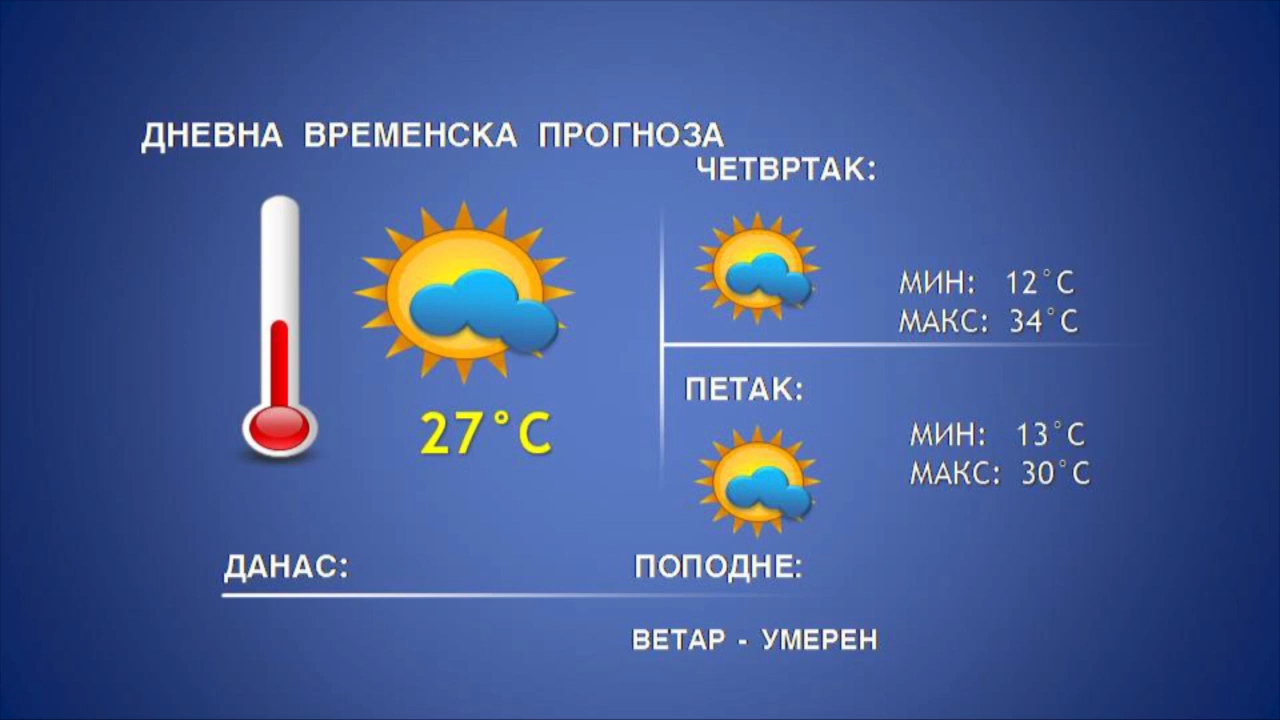 ДНЕВНА ВРЕМЕНСКА ПРОГНОЗА
27°C
ЧЕТВРТАК:
МИН: 12°C
МАКС: 34°C
ПЕТАК:
МИН: 13°C
МАКС: 30°C
ДАНАС:
ПОПОДНЕ:
ВЕТАР - УМЕРЕН